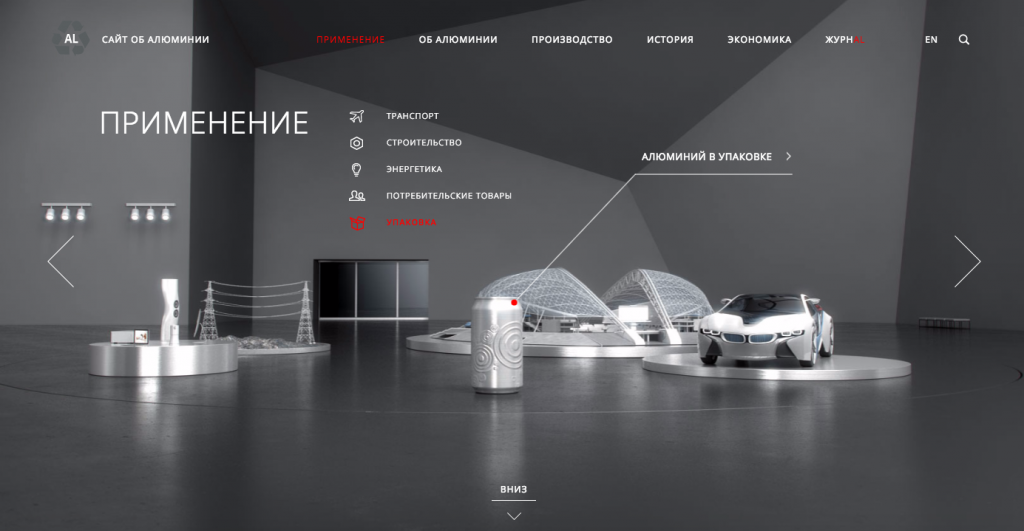 AL
САЙТ ОБ АЛЮМИНИИ
ПРИМЕНЕНИЕ
ОБ АЛЮМИНИИ
ПРОИЗВОДСТВО
ИСТОРИЯ
ЭКОНОМИКА
ЖУРНAL
EN
ПРИМЕНЕНИЕ
ТРАНСПОРТ
СТРОИТЕЛЬСТВО
ЭНЕРГЕТИКА
ПОТРЕБИТЕЛЬСКИЕ ТОВАРЫ
УПАКОВКА
АЛЮМИНИЙ В УПАКОВКЕ
ВНИЗ